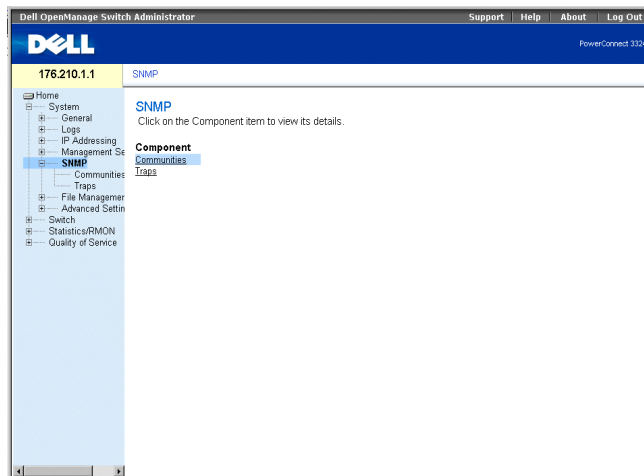 Dell OpenManage Switch Administrator
Support | Help | About | Log Out
DELL
PowerConnect 3324
176.210.1.1
SNMP
Home
System
General
Logs
IP Addressing
Management Se
SNMP
Communities
Traps
File Managemer
Advanced Settin
Switch
Statistics/RMON
Quality of Service
SNMP
Click on the Component item to view its details.
Component
Communities
Traps